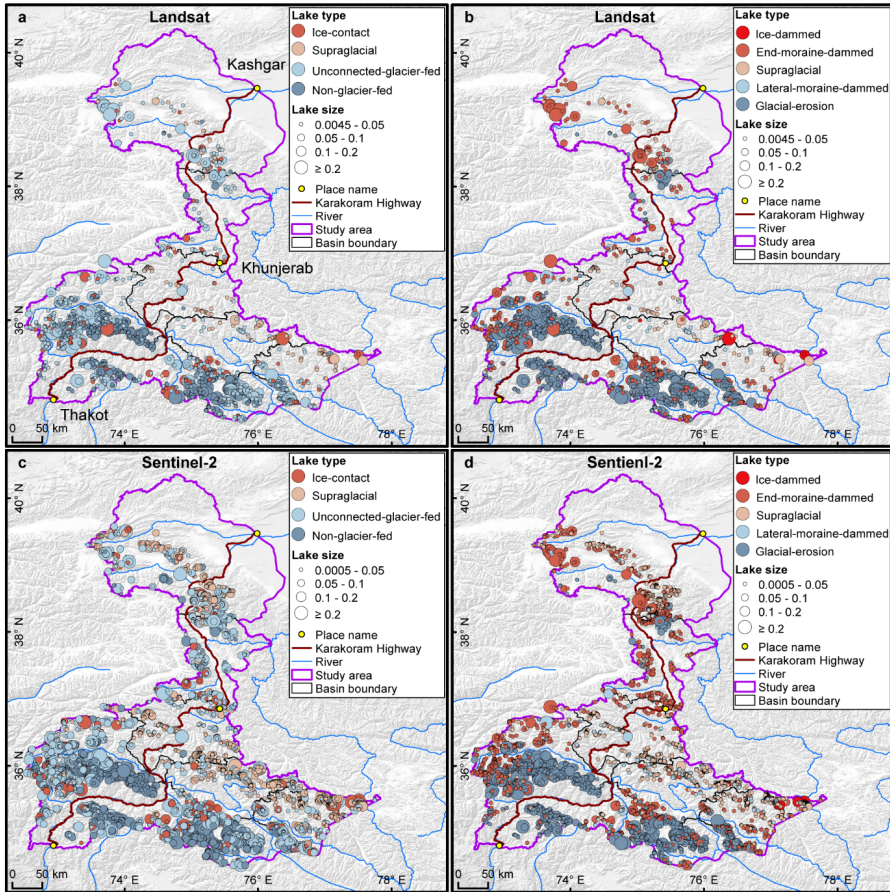 a
Landsat
Lake type
Ice-contact
Supraglacial
Unconnected-glacier-fed
Non-glacier-fed
Lake size
0.0045 - 0.05
0.05 - 0.1
0.1 - 0.2
≥ 0.2
Place name
Karakoram Highway
River
Study area
Basin boundary
Kashgar
Khunjerab
Thakot
40° N
38° N
36° N
0 50 km
74° E
76° E
78° E
b
Landsat
Lake type
Ice-dammed
End-moraine-dammed
Supraglacial
Lateral-moraine-dammed
Glacial-erosion
Lake size
0.0045 - 0.05
0.05 - 0.1
0.1 - 0.2
≥ 0.2
Place name
Karakoram Highway
River
Study area
Basin boundary
40° N
38° N
36° N
0 50 km
74° E
76° E
78° E
c
Sentinel-2
Lake type
Ice-contact
Supraglacial
Unconnected-glacier-fed
Non-glacier-fed
Lake size
0.0005 - 0.05
0.05 - 0.1
0.1 - 0.2
≥ 0.2
Place name
Karakoram Highway
River
Study area
Basin boundary
40° N
38° N
36° N
0 50 km
74° E
76° E
78° E
d
Sentienl-2
Lake type
Ice-dammed
End-moraine-dammed
Supraglacial
Lateral-moraine-dammed
Glacial-erosion
Lake size
0.0005 - 0.05
0.05 - 0.1
0.1 - 0.2
≥ 0.2
Place name
Karakoram Highway
River
Study area
Basin boundary
40° N
38° N
36° N
0 50 km
74° E
76° E
78° E